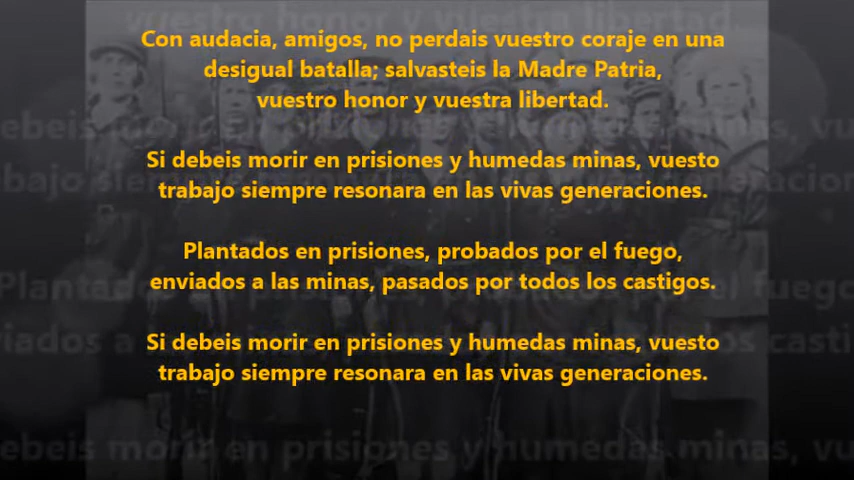 Con audacia, amigos, no perdais vuestro coraje en una
desigual batalla; salvasteis la Madre Patria,
vuestro honor y vuestra libertad.
Si debeis morir en prisiones y humedas minas, vuesto
trabajo siempre resonara en las vivas generaciones.
Plantados en prisiones, probados por el fuego,
enviados a las minas, pasados por todos los castigos.
Si debeis morir en prisiones y humedas minas, vuesto
trabajo siempre resonara en las vivas generaciones.